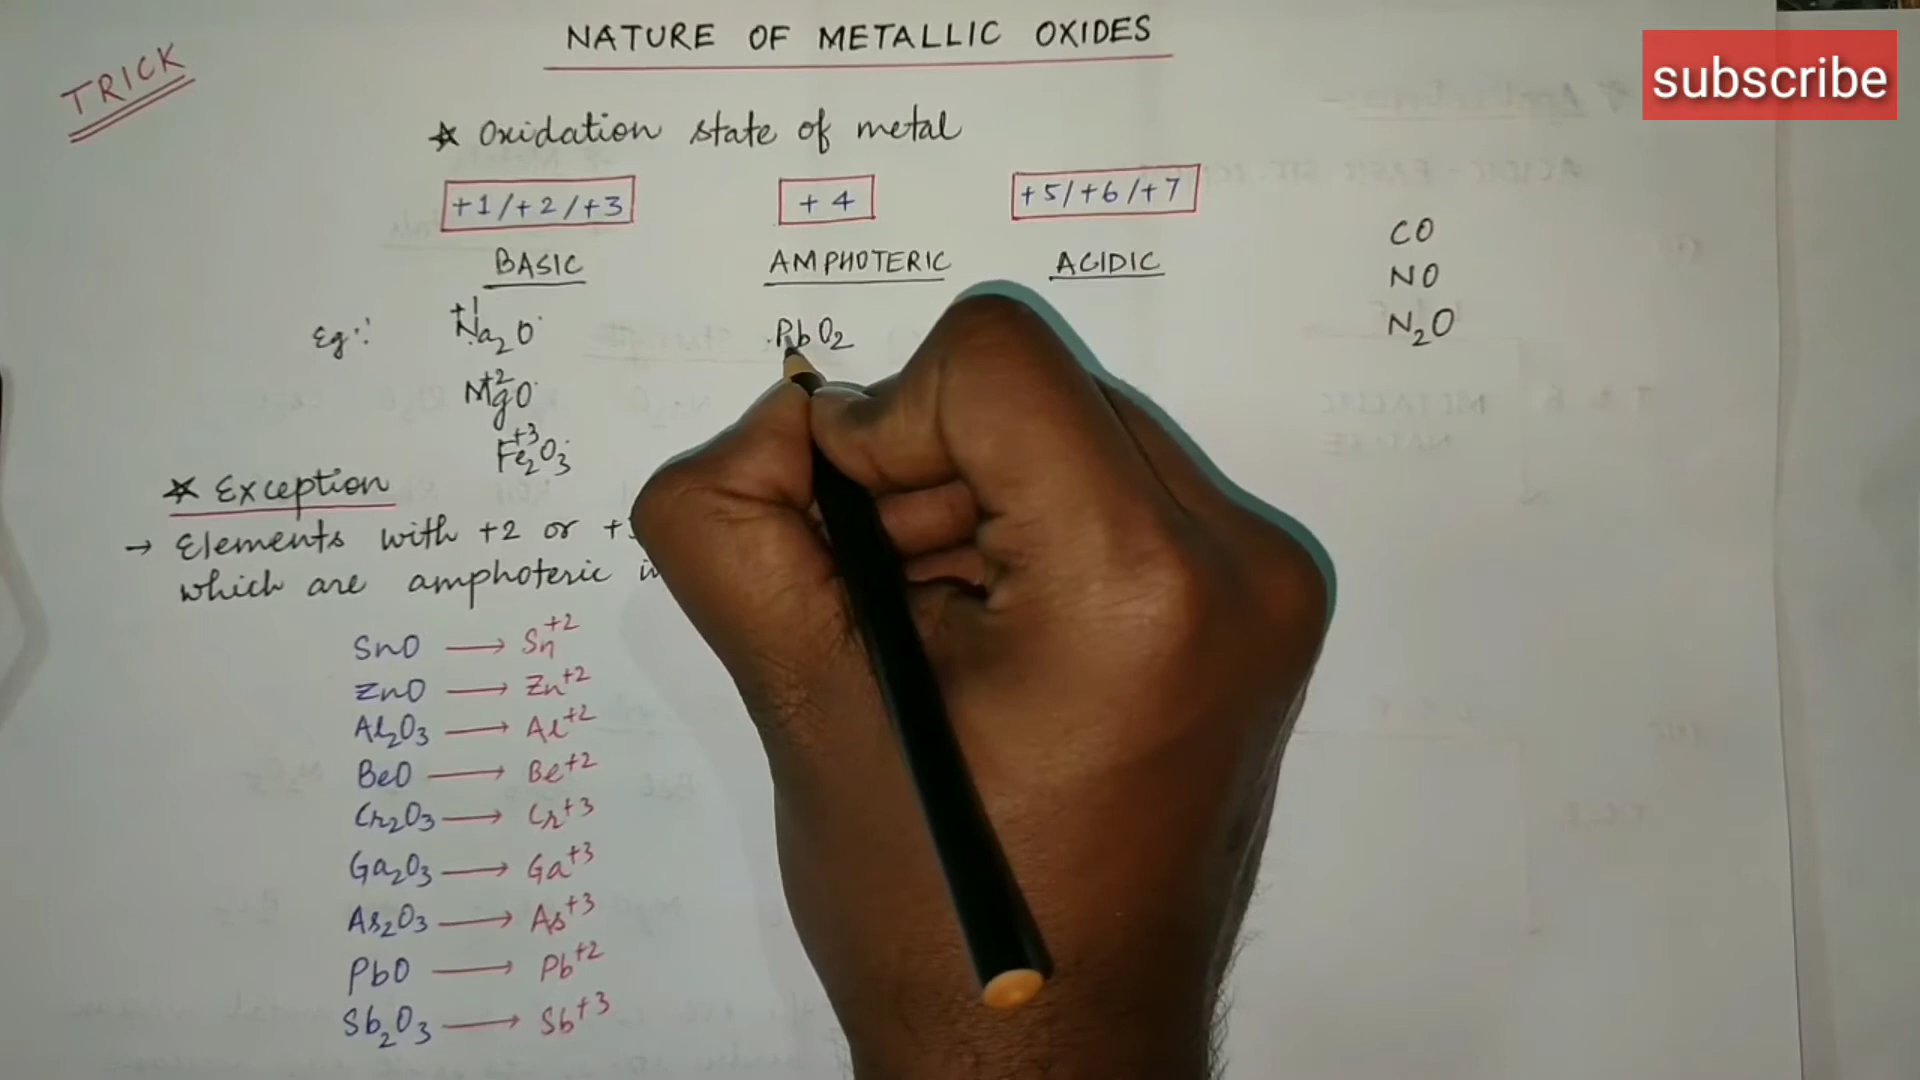 NATURE OF METALLIC OXIDES
subscribe
TRICK
☆ Oxidation state of metal
+1/+2/+3
+4
+5/+6/+7
BASIC
AMPHOTERIC
ACIDIC
CO
NO
N₂O
Eg:
+1
Na₂O
PbO₂
+2
MgO
+3
Fe₂O₃
☆ Exception
→ Elements with +2 or
which are amphoteric
SnO → Sn⁺²
ZnO → Zn⁺²
Al₂O₃ → Al⁺²
BeO → Be⁺²
Cr₂O₃ → Cr⁺³
Ga₂O₃ → Ga⁺³
As₂O₃ → As⁺³
PbO → Pb⁺²
Sb₂O₃ → Sb⁺³